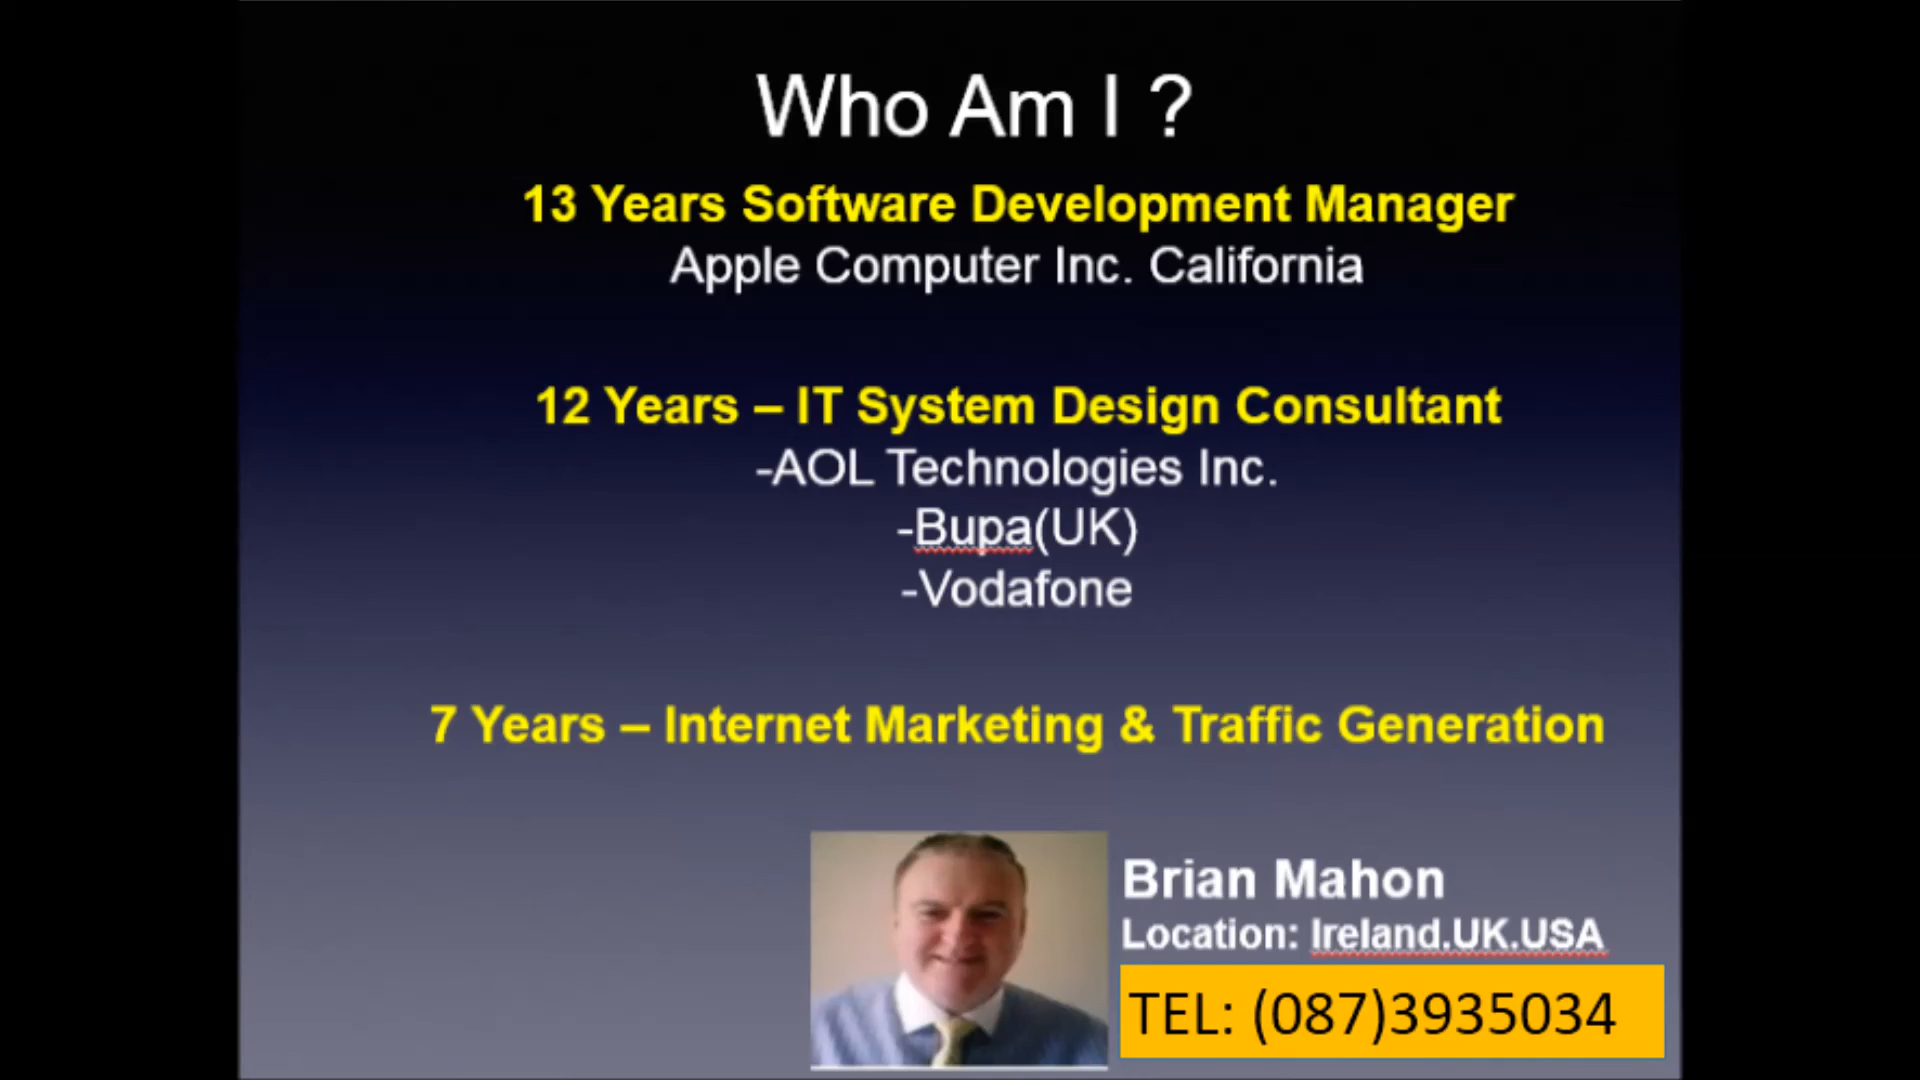 Who Am I ?
13 Years Software Development Manager
Apple Computer Inc. California
12 Years – IT System Design Consultant
-AOL Technologies Inc.
-Bupa(UK)
-Vodafone
7 Years – Internet Marketing & Traffic Generation
Brian Mahon
Location: Ireland.UK.USA
TEL: (087)3935034